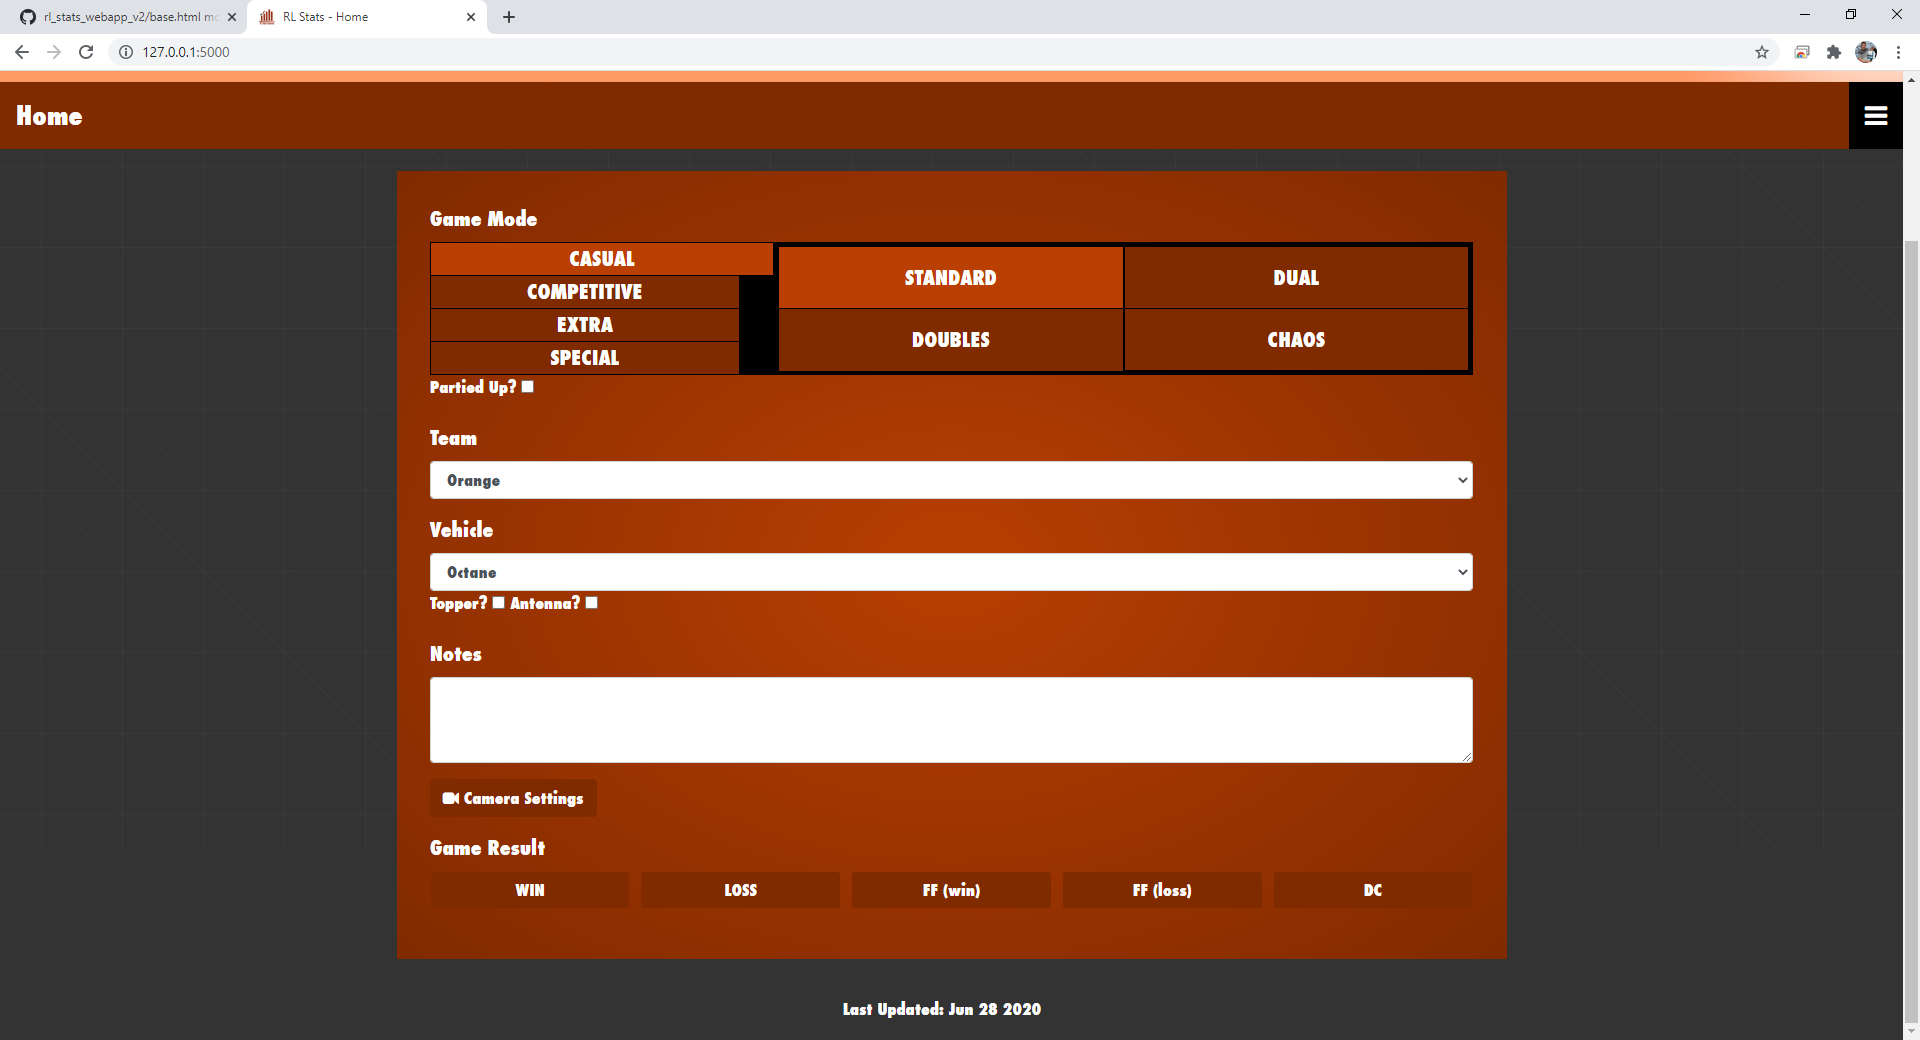 rl_stats_webapp_v2/base.html
RL Stats - Home
127.0.0.1:5000
Home
Game Mode
CASUAL
COMPETITIVE
EXTRA
SPECIAL
STANDARD
DUAL
DOUBLES
CHAOS
Partied Up?
Team
Orange
Vehicle
Octane
Topper? Antenna?
Notes
Camera Settings
Game Result
WIN LOSS FF (win) FF (loss) DC
Last Updated: Jun 28 2020